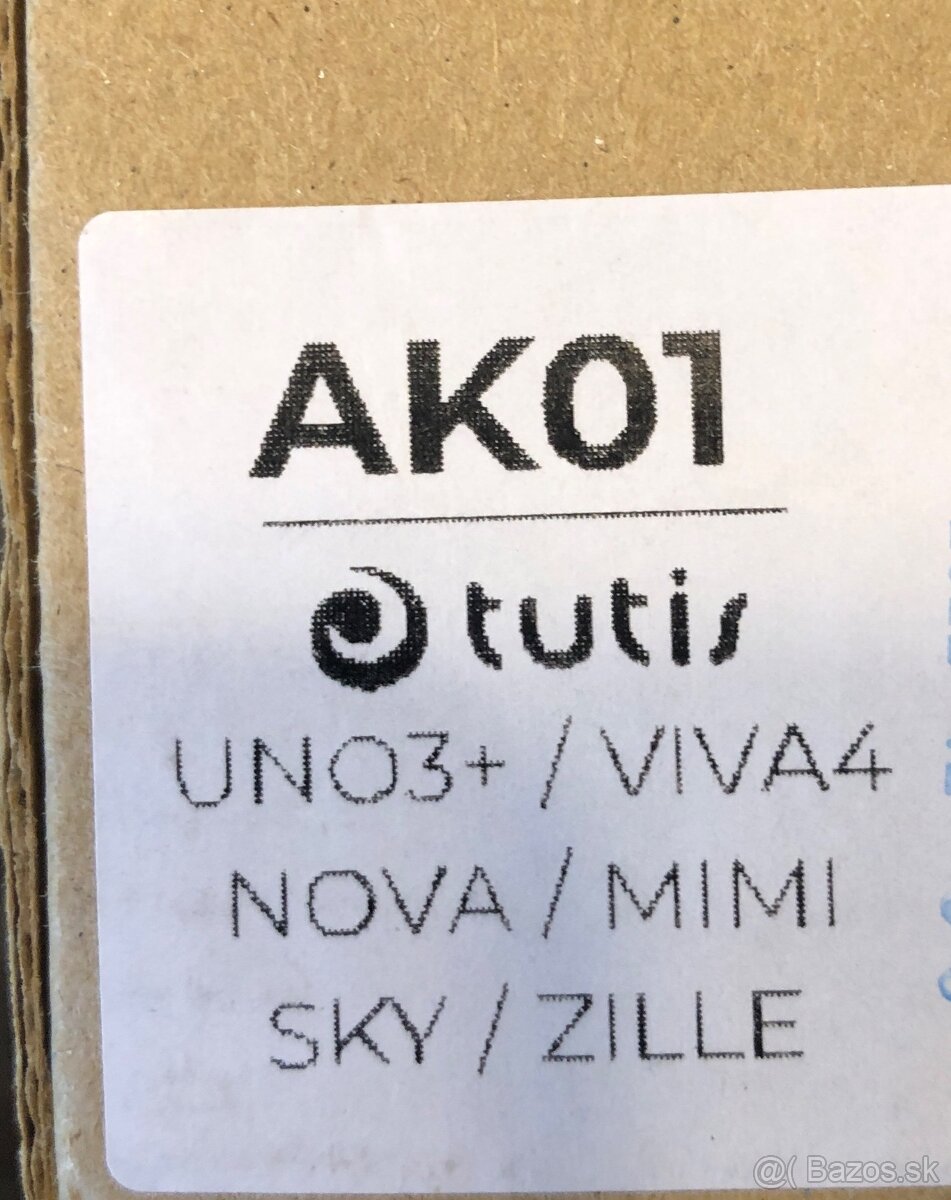 AK01
tutis
UNO3+ / VIVA4
NOVA / MIMI
SKY / ZILLE
@( Bazos.sk